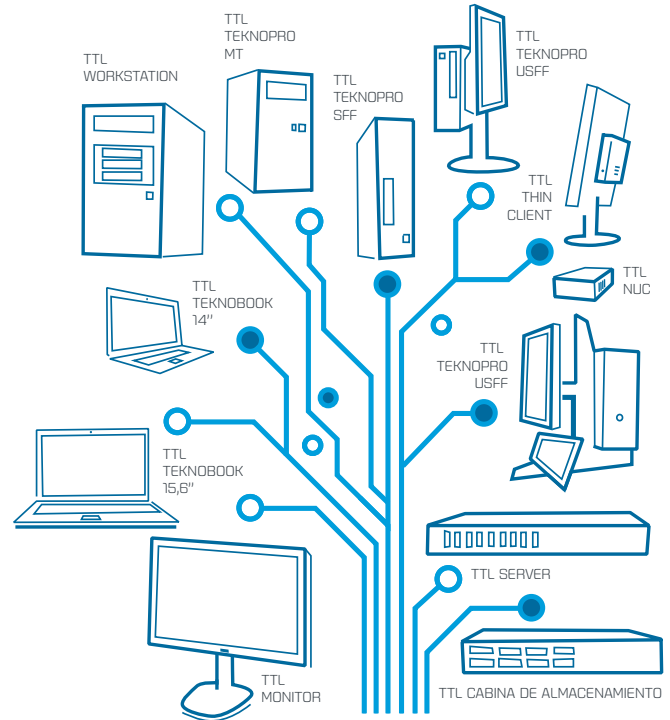 TTL
TEKNOPRO
MT
TTL
TEKNOPRO
USFF
TTL
WORKSTATION
TTL
TEKNOPRO
SFF
TTL
THIN
CLIENT
TTL
NUC
TTL
TEKNOBOOK
14"
TTL
TEKNOPRO
USFF
TTL
TEKNOBOOK
15,6"
TTL SERVER
TTL
MONITOR
TTL CABINA DE ALMACENAMIENTO